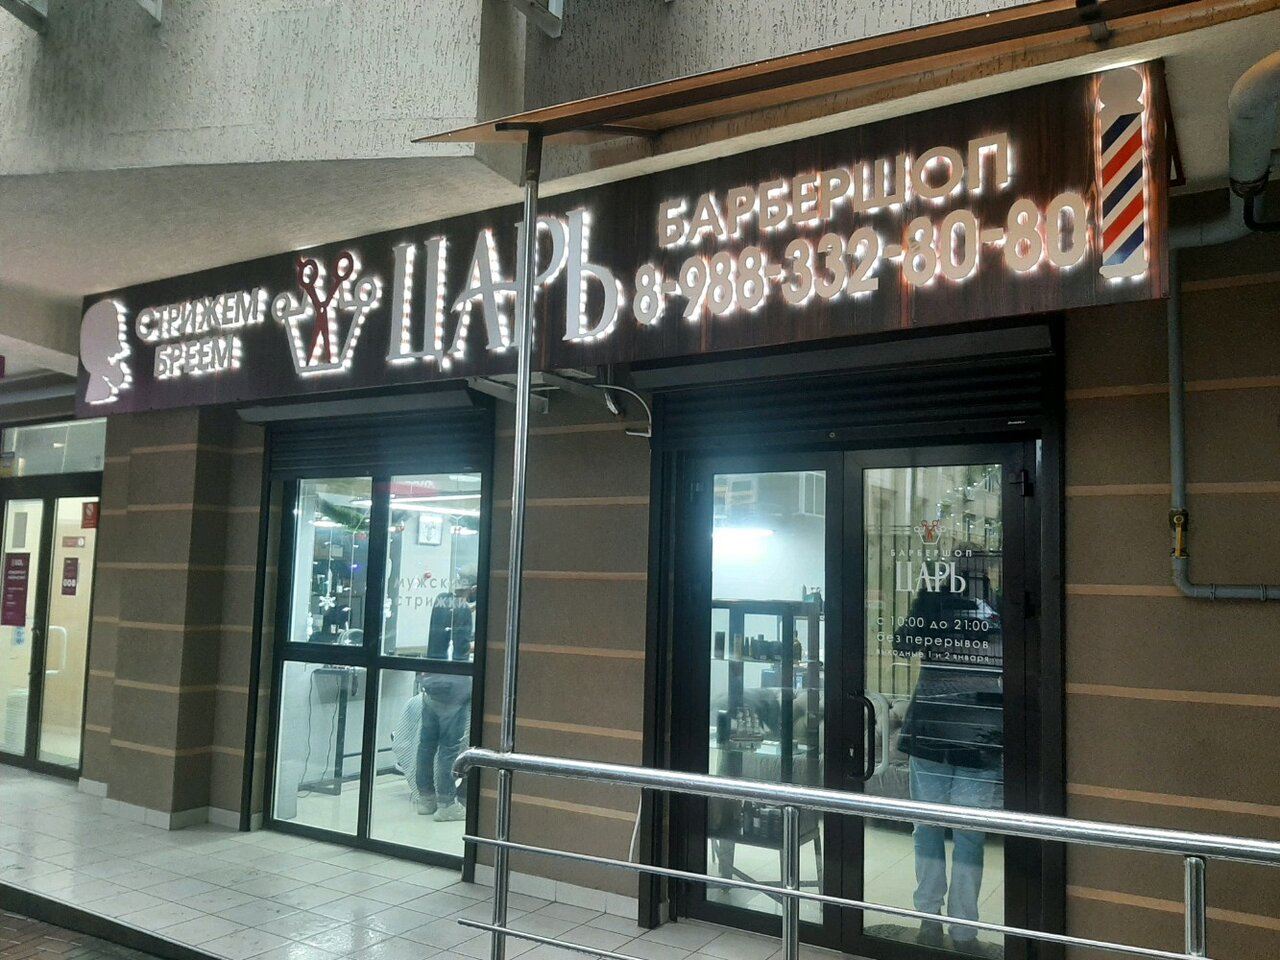 СТРИЖЕМ
БРЕЕМ
ЦАРЬ
БАРБЕРШОП
8-988-332-80-80
мужские
стрижки
БАРБЕРШОП
ЦАРЬ
с 10:00 до 21:00
без перерывов
выходные 1 и 2 января